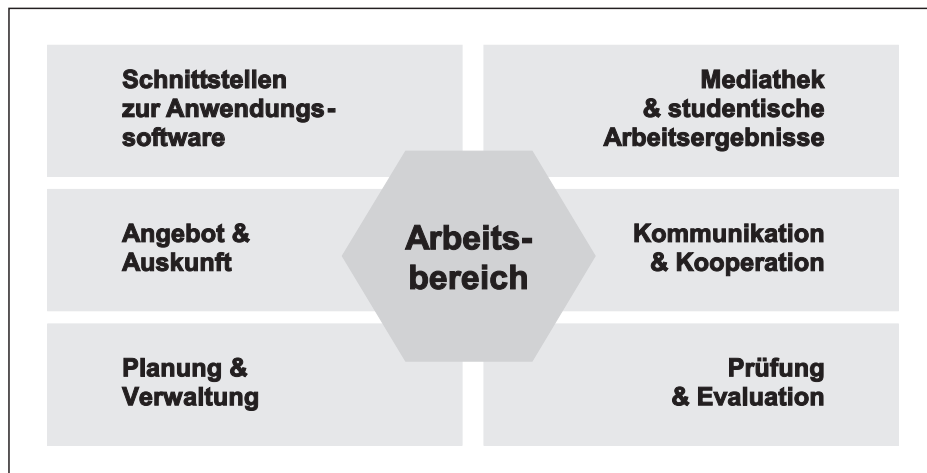 Schnittstellen
zur Anwendungs-
software
Mediathek
& studentische
Arbeitsergebnisse
Angebot &
Auskunft
Arbeits-
bereich
Kommunikation
& Kooperation
Planung &
Verwaltung
Prüfung
& Evaluation